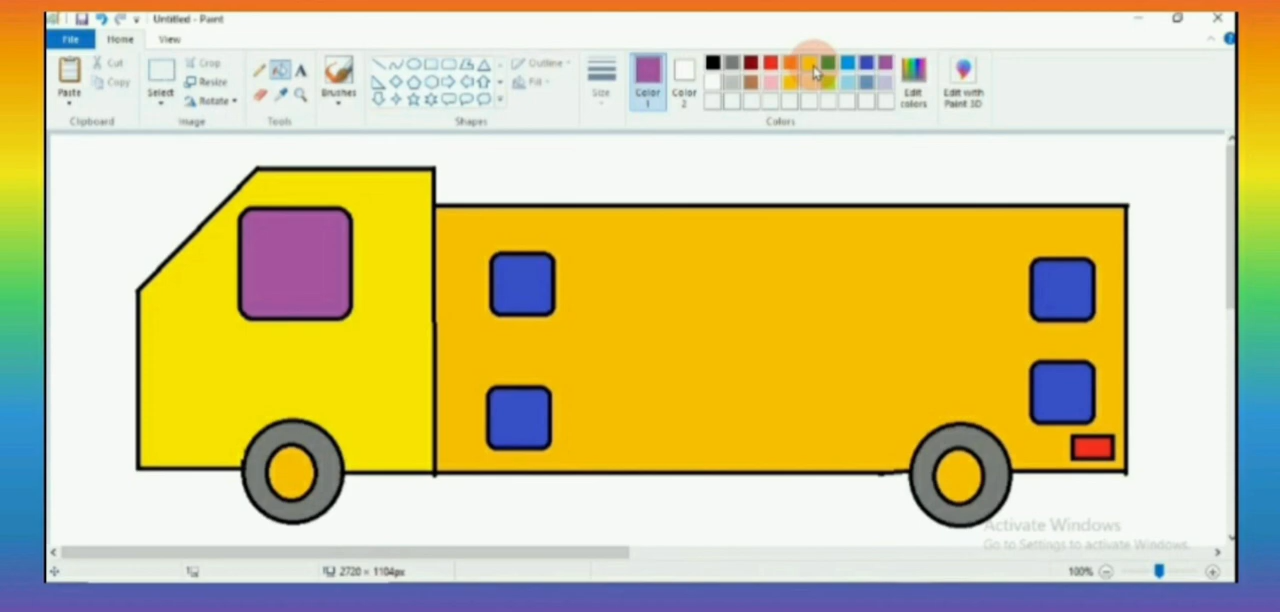 Untitled - Paint
File Home View
Cut
Copy
Paste
Clipboard
Crop
Resize
Rotate
Select
Image
A
Tools
Brushes
Outline
Fill
Shapes
Size
Color 1
Color 2
Edit colors
Edit with Paint 3D
Colors
Activate Windows
Go to Settings to activate Windows.
2720 × 1104px
100%